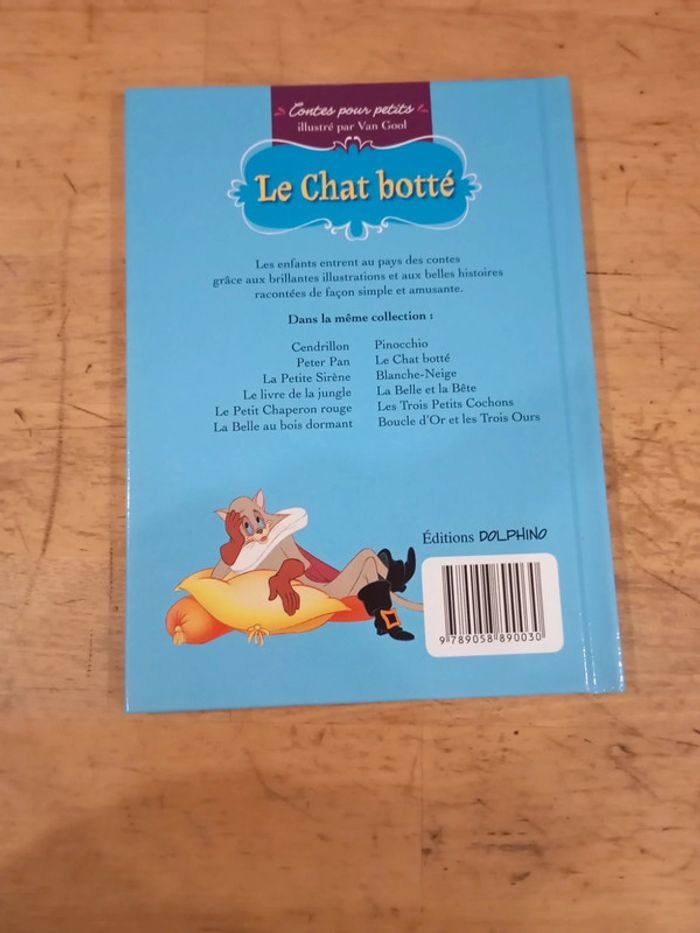 Contes pour petits
illustré par Van Gool
Le Chat botté
Les enfants entrent au pays des contes
grâce aux brillantes illustrations et aux belles histoires
racontées de façon simple et amusante.
Dans la même collection :
Cendrillon
Peter Pan
La Petite Sirène
Le livre de la jungle
Le Petit Chaperon rouge
La Belle au bois dormant
Pinocchio
Le Chat botté
Blanche-Neige
La Belle et la Bête
Les Trois Petits Cochons
Boucle d'Or et les Trois Ours
Éditions DOLPHINO
9 789058 890030